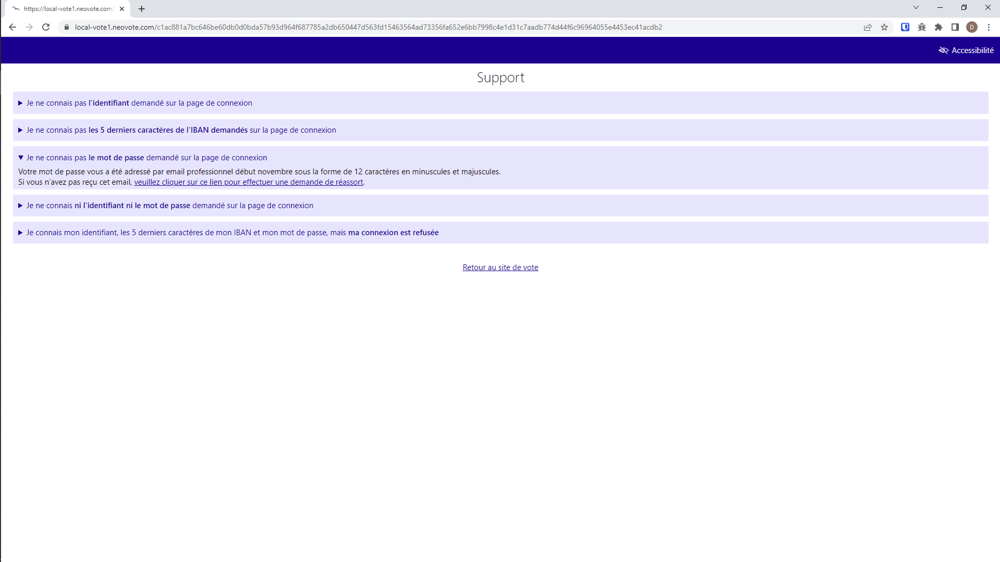 https://local-vote1.neovote.com/
local-vote1.neovote.com/c1ac881a7bc646be60db0d0bda57b93d964f687785a2db650447d563fd15463564ad73356fa652e6bb7998c4e1d31c7aadb774d44f6c96964055e4453ec41acdb2
D
Accessibilité
Support
Je ne connais pas l'identifiant demandé sur la page de connexion
Je ne connais pas les 5 derniers caractères de l'IBAN demandés sur la page de connexion
Je ne connais pas le mot de passe demandé sur la page de connexion
Votre mot de passe vous a été adressé par email professionnel début novembre sous la forme de 12 caractères en minuscules et majuscules.
Si vous n'avez pas reçu cet email, veuillez cliquer sur ce lien pour effectuer une demande de réassort.
Je ne connais ni l'identifiant ni le mot de passe demandé sur la page de connexion
Je connais mon identifiant, les 5 derniers caractères de mon IBAN et mon mot de passe, mais ma connexion est refusée
Retour au site de vote